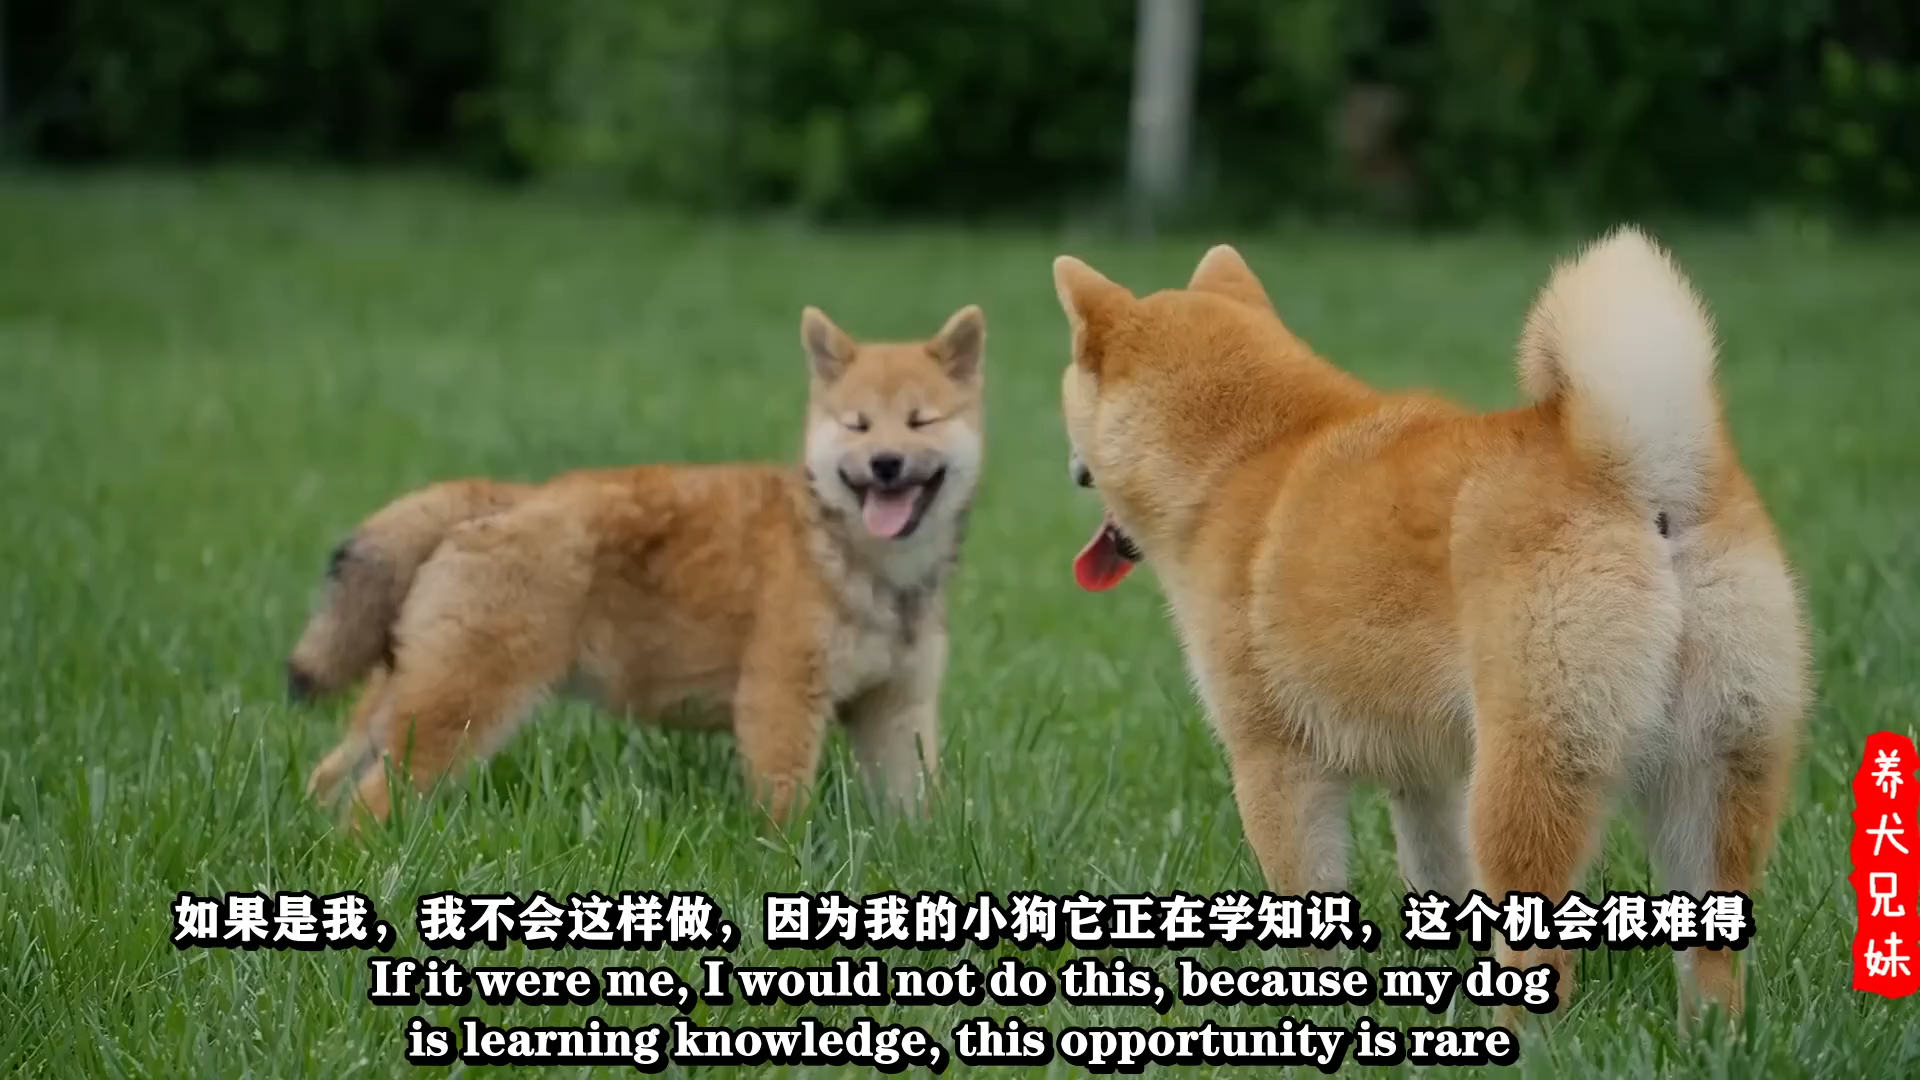 如果是我，我不会这样做，因为我的小狗它正在学知识，这个机会很难得
If it were me, I would not do this, because my dog
is learning knowledge, this opportunity is rare
养犬兄妹